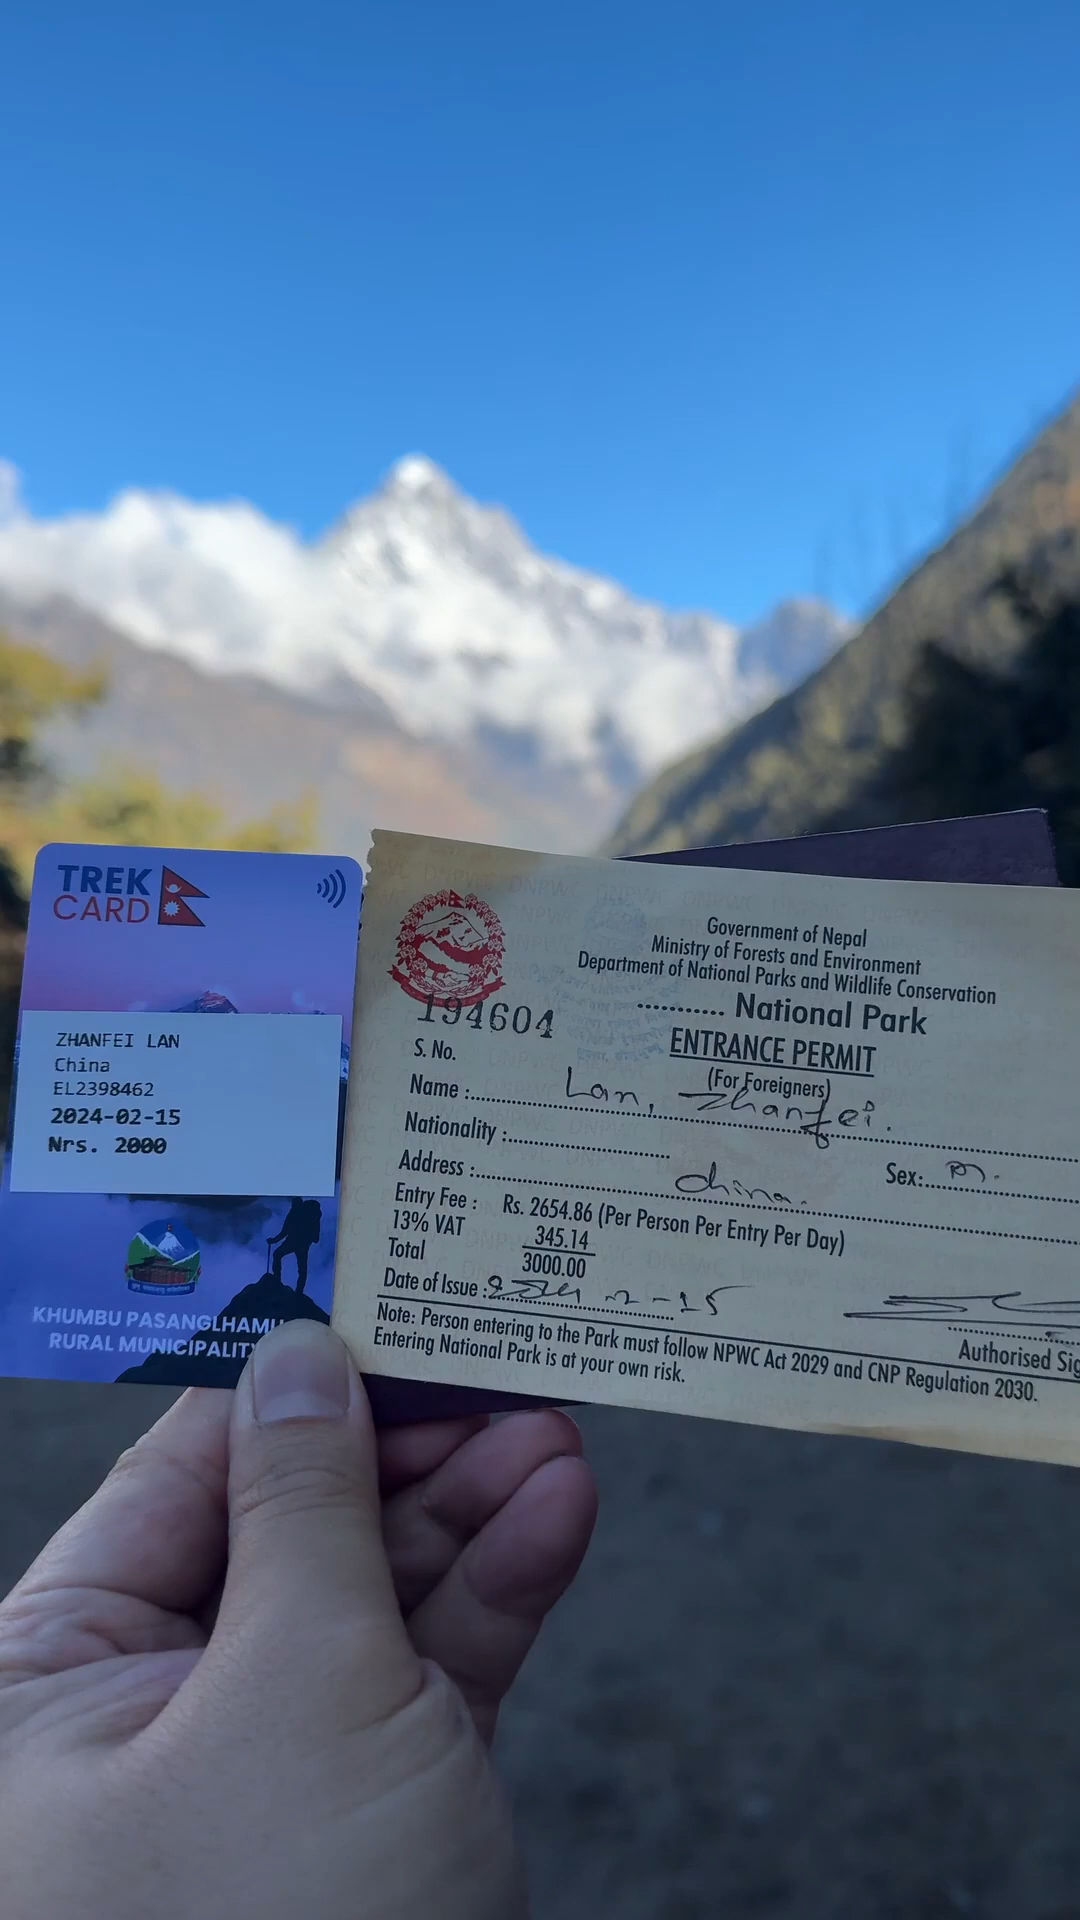 TREK
CARD
ZHANFEI LAN
China
EL2398462
2024-02-15
Nrs. 2000
KHUMBU PASANGLHAMU
RURAL MUNICIPALITY
Government of Nepal
Ministry of Forests and Environment
Department of National Parks and Wildlife Conservation
............ National Park
194604
ENTRANCE PERMIT
S. No.
(For Foreigners)
Name : Lan, Zhanfei.
Nationality :
Sex: M.
Address : China.
Entry Fee : Rs. 2654.86 (Per Person Per Entry Per Day)
13% VAT 345.14
Total 3000.00
Date of Issue : 2024-2-15
Authorised Sig
Note: Person entering to the Park must follow NPWC Act 2029 and CNP Regulation 2030.
Entering National Park is at your own risk.